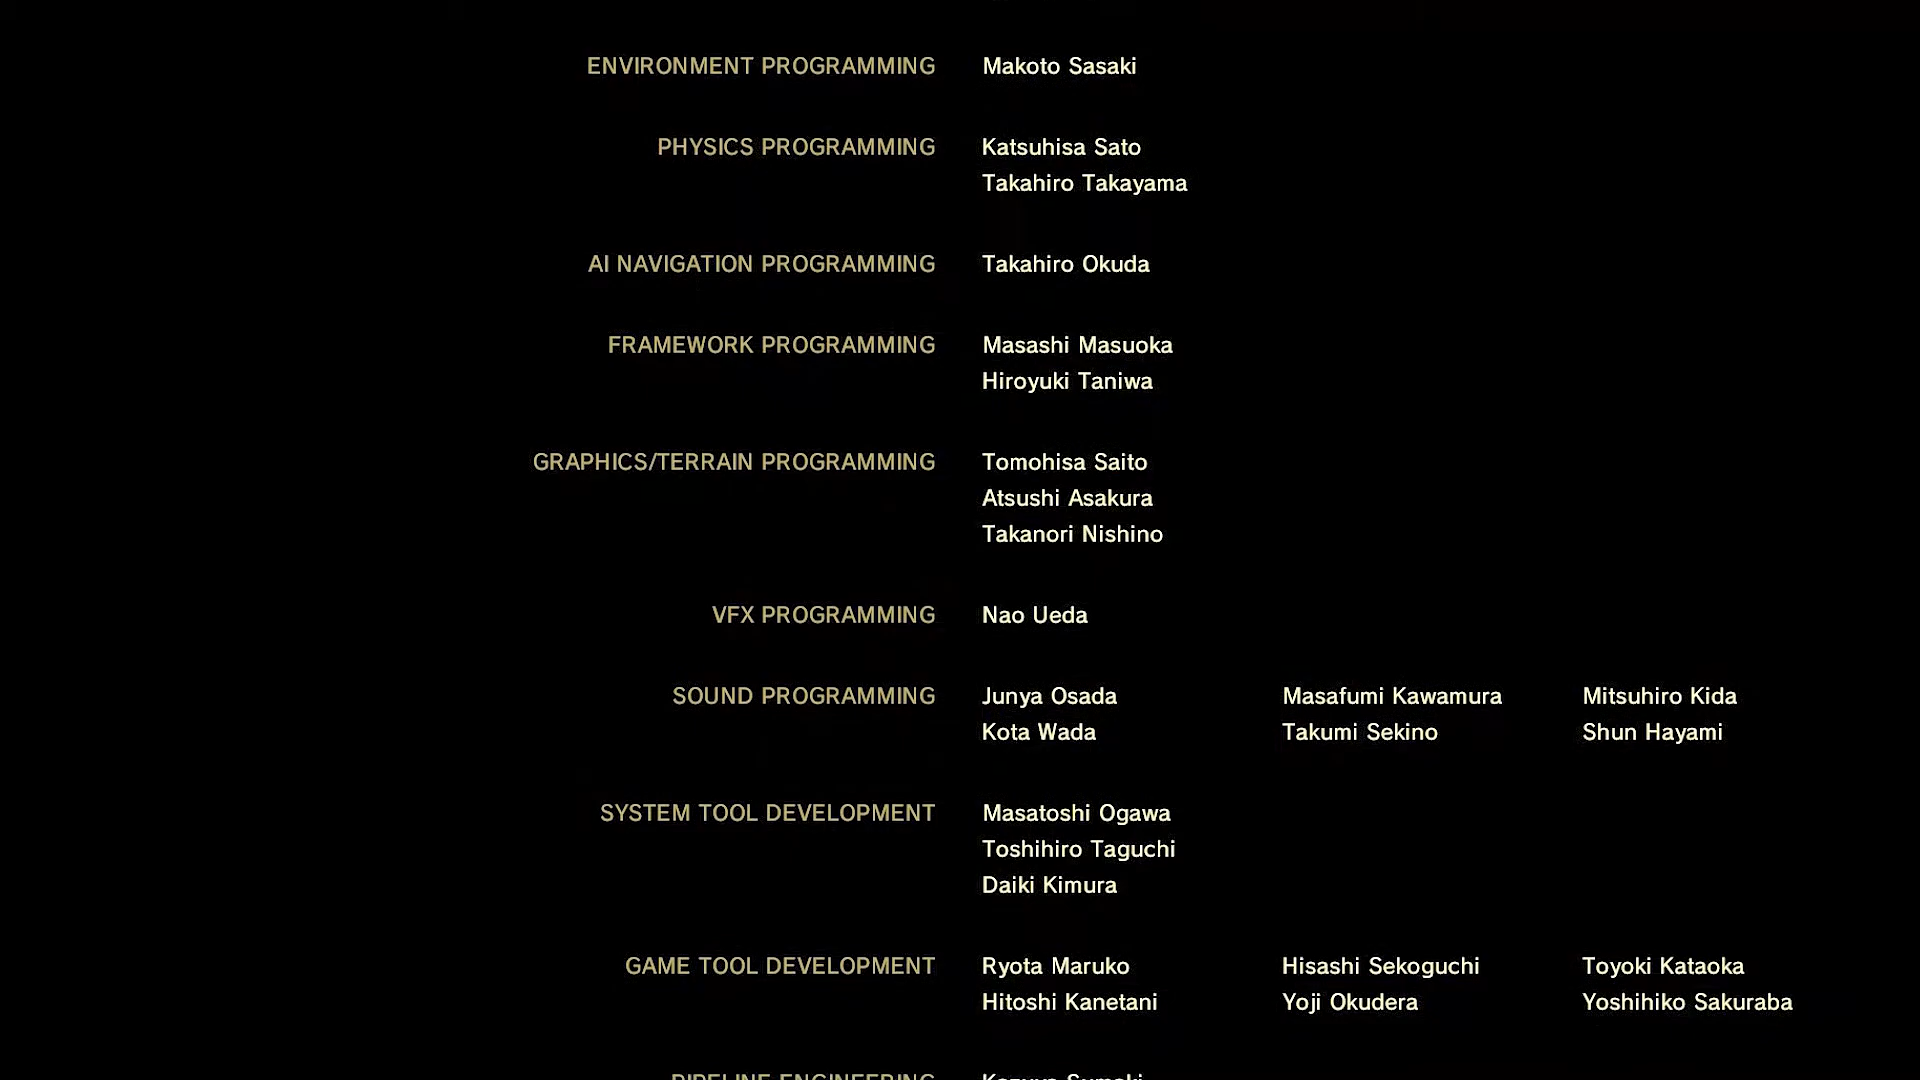 ENVIRONMENT PROGRAMMING Makoto Sasaki
PHYSICS PROGRAMMING Katsuhisa Sato
Takahiro Takayama
AI NAVIGATION PROGRAMMING Takahiro Okuda
FRAMEWORK PROGRAMMING Masashi Masuoka
Hiroyuki Taniwa
GRAPHICS/TERRAIN PROGRAMMING Tomohisa Saito
Atsushi Asakura
Takanori Nishino
VFX PROGRAMMING Nao Ueda
SOUND PROGRAMMING Junya Osada Masafumi Kawamura Mitsuhiro Kida
Kota Wada Takumi Sekino Shun Hayami
SYSTEM TOOL DEVELOPMENT Masatoshi Ogawa
Toshihiro Taguchi
Daiki Kimura
GAME TOOL DEVELOPMENT Ryota Maruko Hisashi Sekoguchi Toyoki Kataoka
Hitoshi Kanetani Yoji Okudera Yoshihiko Sakuraba
PIPELINE ENGINEERING